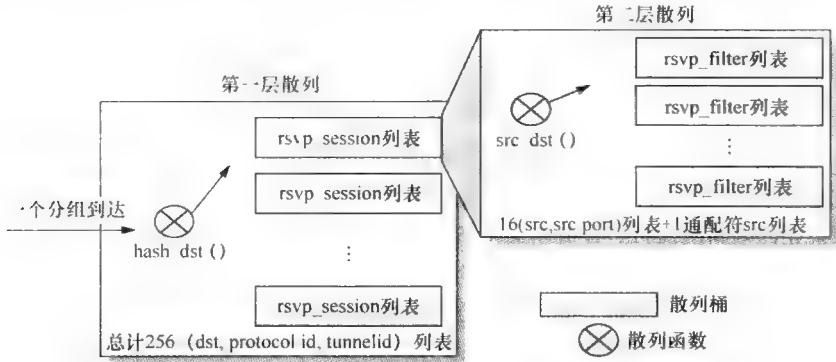 第一层散列
rsvp_session列表
rsvp_session列表
⋮
rsvp_session列表
一个分组到达
hash_dst()
总计256（dst, protocol id, tunnelid）列表
第二层散列
rsvp_filter列表
rsvp_filter列表
⋮
rsvp_filter列表
src_dst()
16(src,src port)列表+1通配符src列表
散列桶
散列函数